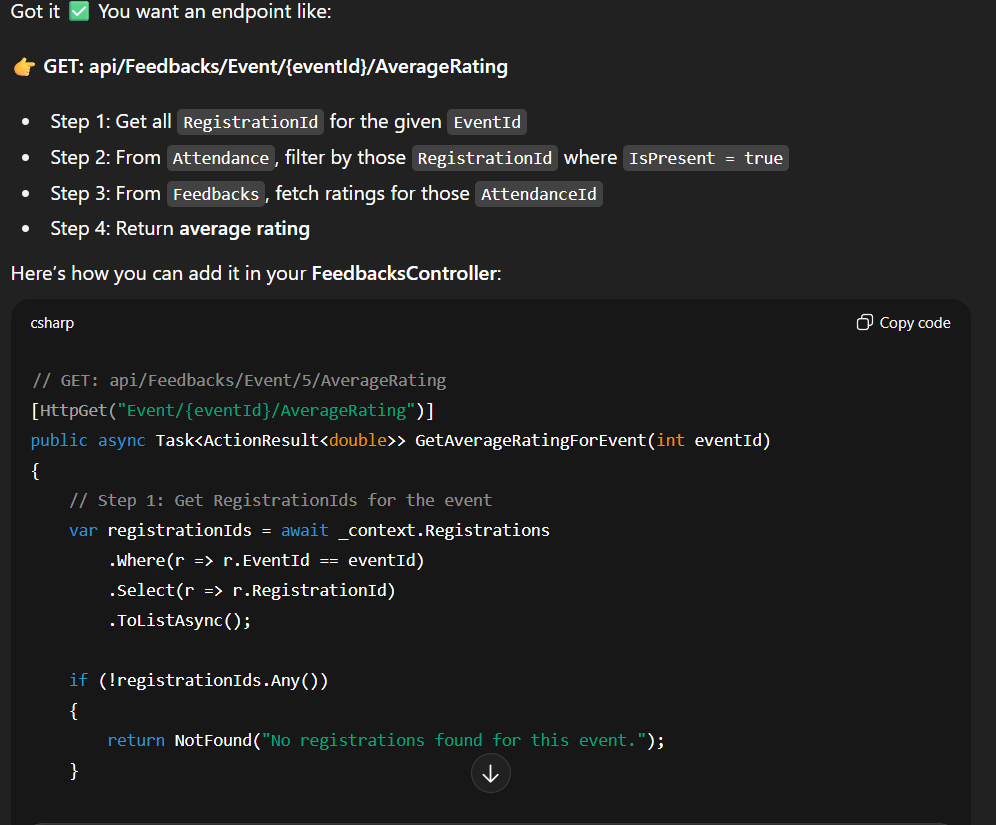 Got it ✅ You want an endpoint like:
👉 GET: api/Feedbacks/Event/{eventId}/AverageRating
• Step 1: Get all RegistrationId for the given EventId
• Step 2: From Attendance, filter by those RegistrationId where IsPresent = true
• Step 3: From Feedbacks, fetch ratings for those AttendanceId
• Step 4: Return average rating
Here’s how you can add it in your FeedbacksController:
csharp Copy code
// GET: api/Feedbacks/Event/5/AverageRating
[HttpGet("Event/{eventId}/AverageRating")]
public async Task<ActionResult<double>> GetAverageRatingForEvent(int eventId)
{
    // Step 1: Get RegistrationIds for the event
    var registrationIds = await _context.Registrations
        .Where(r => r.EventId == eventId)
        .Select(r => r.RegistrationId)
        .ToListAsync();
    if (!registrationIds.Any())
    {
        return NotFound("No registrations found for this event.");
    }